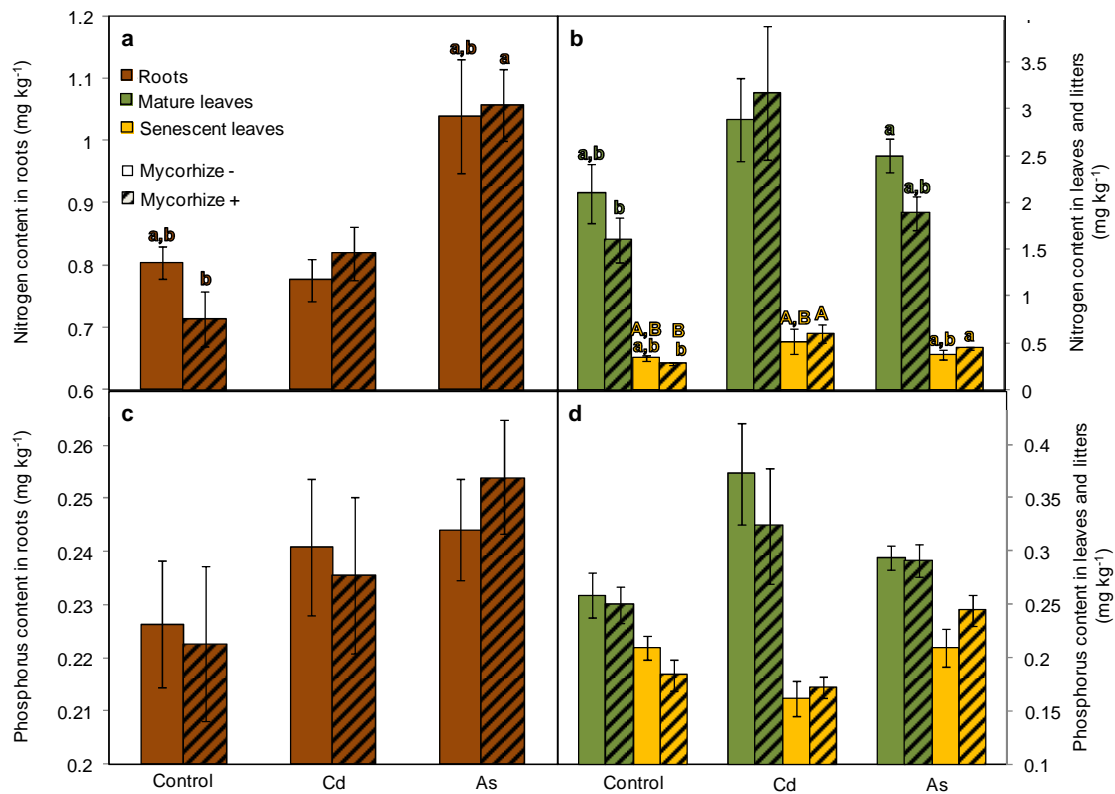 a
Roots
Mature leaves
Senescent leaves
Mycorhize -
Mycorhize +
Nitrogen content in roots (mg kg-1)
1.2
1.1
1
0.9
0.8
0.7
0.6
a,b
b
a,b
a
b
Nitrogen content in leaves and litters
(mg kg-1)
3.5
3
2.5
2
1.5
1
0.5
0
a,b
b
A,B
a,b
B
b
A,B
A
a
a,b
a,b
a
c
Phosphorus content in roots (mg kg-1)
0.26
0.25
0.24
0.23
0.22
0.21
0.2
Control
Cd
As
d
Phosphorus content in leaves and litters
(mg kg-1)
0.4
0.35
0.3
0.25
0.2
0.15
0.1
Control
Cd
As